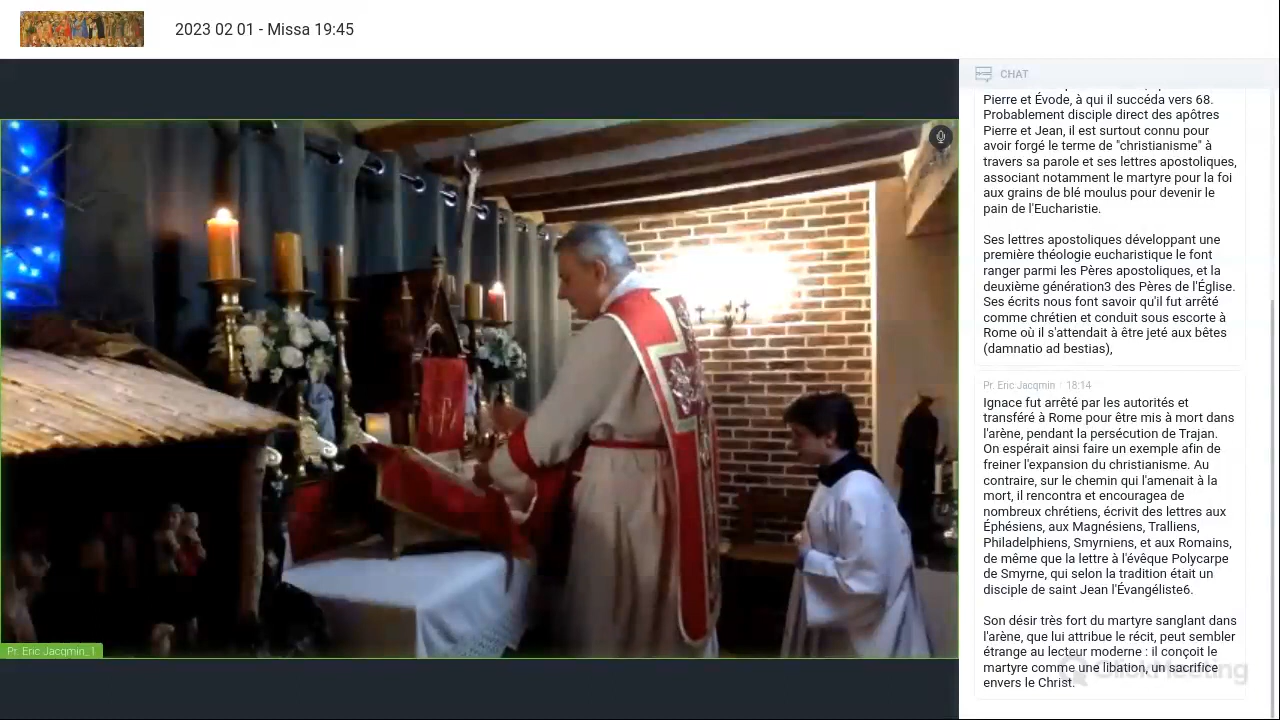 2023 02 01 - Missa 19:45
CHAT
Pierre et Évode, à qui il succéda vers 68.
Probablement disciple direct des apôtres
Pierre et Jean, il est surtout connu pour
avoir forgé le terme de "christianisme" à
travers sa parole et ses lettres apostoliques,
associant notamment le martyre pour la foi
aux grains de blé moulus pour devenir le
pain de l'Eucharistie.
Ses lettres apostoliques développant une
première théologie eucharistique le font
ranger parmi les Pères apostoliques, et la
deuxième génération3 des Pères de l'Église.
Ses écrits nous font savoir qu'il fut arrêté
comme chrétien et conduit sous escorte à
Rome où il s'attendait à être jeté aux bêtes
(damnatio ad bestias),
Pr. Eric Jacqmin 18:14
Ignace fut arrêté par les autorités et
transféré à Rome pour être mis à mort dans
l'arène, pendant la persécution de Trajan.
On espérait ainsi faire un exemple afin de
freiner l'expansion du christianisme. Au
contraire, sur le chemin qui l'amenait à la
mort, il rencontra et encouragea de
nombreux chrétiens, écrivit des lettres aux
Éphésiens, aux Magnésiens, Tralliens,
Philadelphiens, Smyrniens, et aux Romains,
de même que la lettre à l'évêque Polycarpe
de Smyrne, qui selon la tradition était un
disciple de saint Jean l'Évangéliste6.
Son désir très fort du martyre sanglant dans
l'arène, que lui attribue le récit, peut sembler
étrange au lecteur moderne : il conçoit le
martyre comme une libation, un sacrifice
envers le Christ.
ClickMeeting
Pr. Eric Jacqmin_1